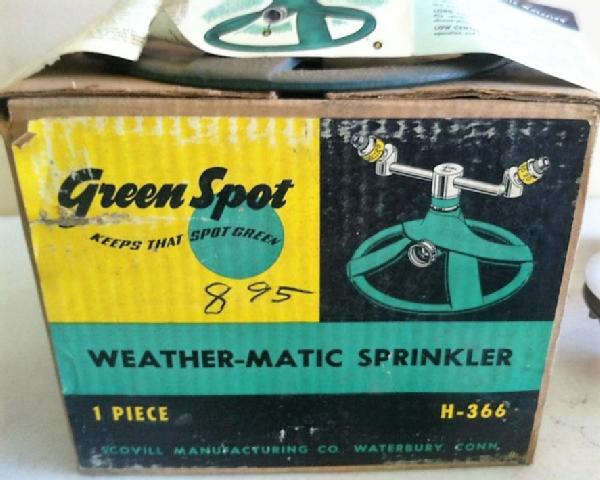 Green Spot
KEEPS THAT SPOT GREEN
8 95
WEATHER-MATIC SPRINKLER
1 PIECE H-366
SCOVILL MANUFACTURING CO. WATERBURY, CONN.